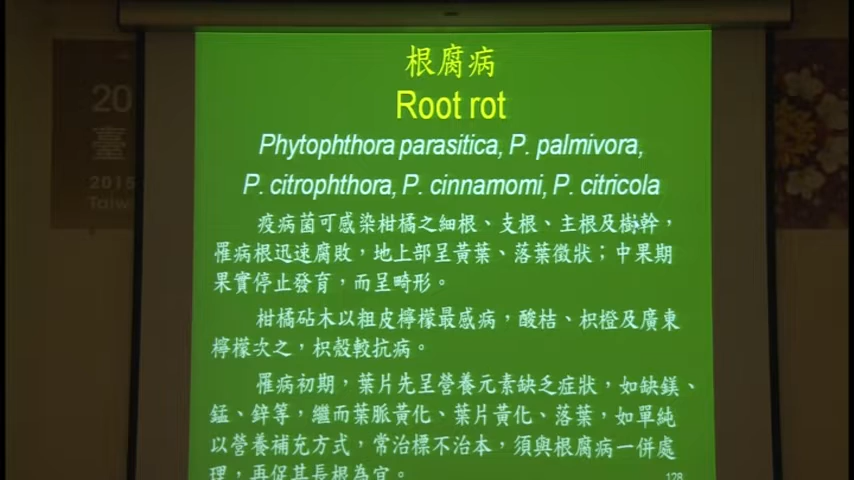 根腐病
Root rot
Phytophthora parasitica, P. palmivora,
P. citrophthora, P. cinnamomi, P. citricola
疫病菌可感染柑橘之細根、支根、主根及樹幹，
罹病根迅速腐敗，地上部呈黃葉、落葉徵狀；中果期
果實停止發育，而呈畸形。
柑橘砧木以粗皮檸檬最感病，酸桔、枳橙及廣東
檸檬次之，枳殼較抗病。
罹病初期，葉片先呈營養元素缺乏症狀，如缺鎂、
錳、鋅等，繼而葉脈黃化、葉片黃化、落葉，如單純
以營養補充方式，常治標不治本，須與根腐病一併處
理，再促其長根為宜。
128
20
臺
2015
Taiw